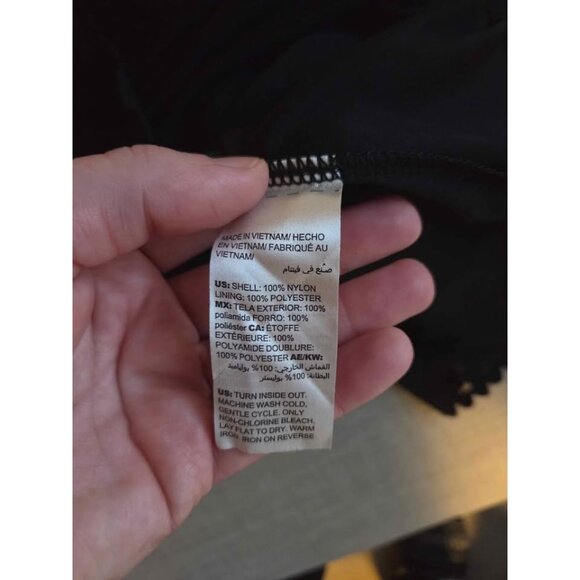 MADE IN VIETNAM/ HECHO
EN VIETNAM/ FABRIQUÉ AU
VIETNAM/
صُنع في فيتنام
US: SHELL: 100% NYLON
LINING: 100% POLYESTER
MX: TELA EXTERIOR: 100%
poliamida FORRO: 100%
poliéster CA: ÉTOFFE
EXTÉRIEURE: 100%
POLYAMIDE DOUBLURE:
100% POLYESTER AE/KW:
القماش الخارجي: 100% بولياميد
البطانة: 100% بوليستر
US: TURN INSIDE OUT.
MACHINE WASH COLD,
GENTLE CYCLE. ONLY
NON-CHLORINE BLEACH.
LAY FLAT TO DRY. WARM
IRON. IRON ON REVERSE